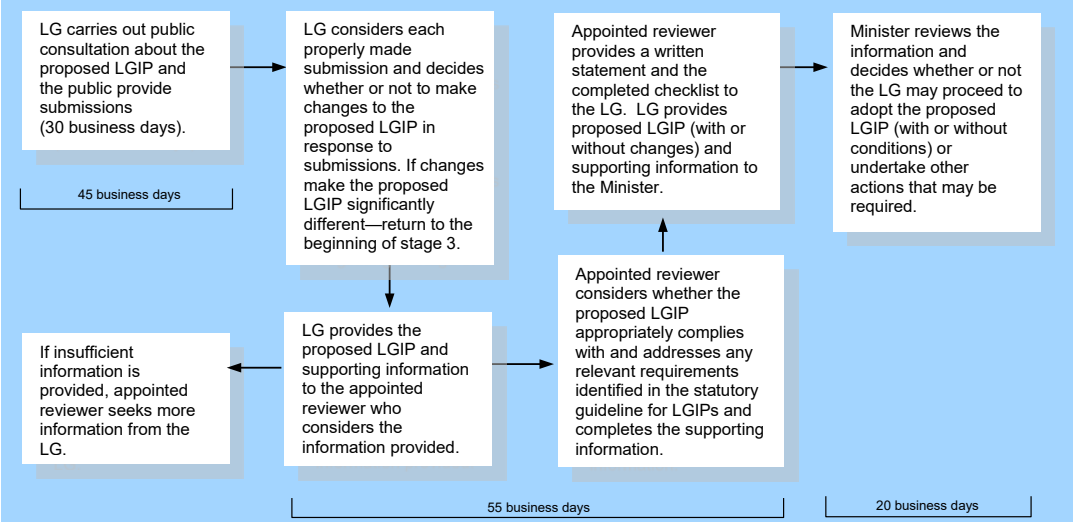 LG carries out public
consultation about the
proposed LGIP and
the public provide
submissions
(30 business days).
45 business days
LG considers each
properly made
submission and decides
whether or not to make
changes to the
proposed LGIP in
response to
submissions. If changes
make the proposed
LGIP significantly
different—return to the
beginning of stage 3.
LG provides the
proposed LGIP and
supporting information
to the appointed
reviewer who
considers the
information provided.
If insufficient
information is
provided, appointed
reviewer seeks more
information from the
LG.
Appointed reviewer
considers whether the
proposed LGIP
appropriately complies
with and addresses any
relevant requirements
identified in the statutory
guideline for LGIPs and
completes the supporting
information.
Appointed reviewer
provides a written
statement and the
completed checklist to
the LG.  LG provides
proposed LGIP (with or
without changes) and
supporting information to
the Minister.
55 business days
Minister reviews the
information and
decides whether or not
the LG may proceed to
adopt the proposed
LGIP (with or without
conditions) or
undertake other
actions that may be
required.
20 business days